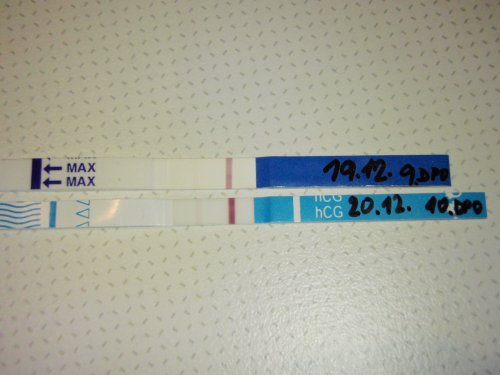 MAX
MAX 19.12. 9.DPO
hCG
hCG 20.12. 10.DPO